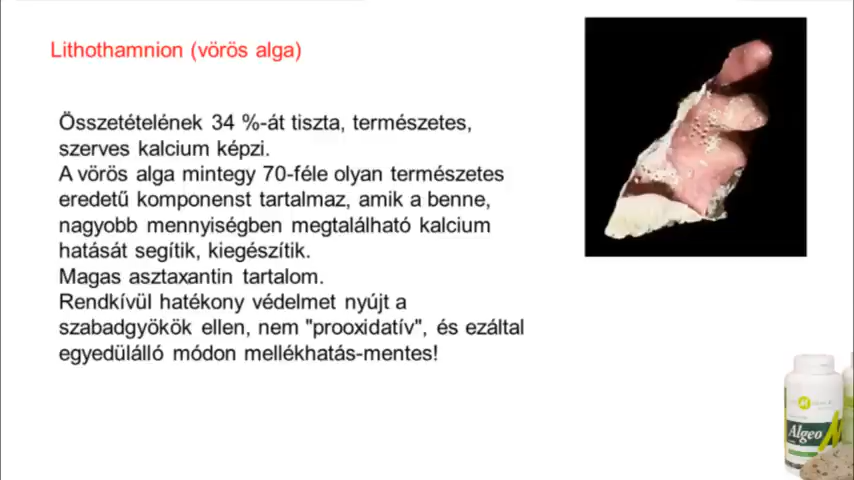 Lithothamnion (vörös alga)
Összetételének 34 %-át tiszta, természetes,
szerves kalcium képzi.
A vörös alga mintegy 70-féle olyan természetes
eredetű komponenst tartalmaz, amik a benne,
nagyobb mennyiségben megtalálható kalcium
hatását segítik, kiegészítik.
Magas asztaxantin tartalom.
Rendkívül hatékony védelmet nyújt a
szabadgyökök ellen, nem "prooxidatív", és ezáltal
egyedülálló módon mellékhatás-mentes!
Algeo